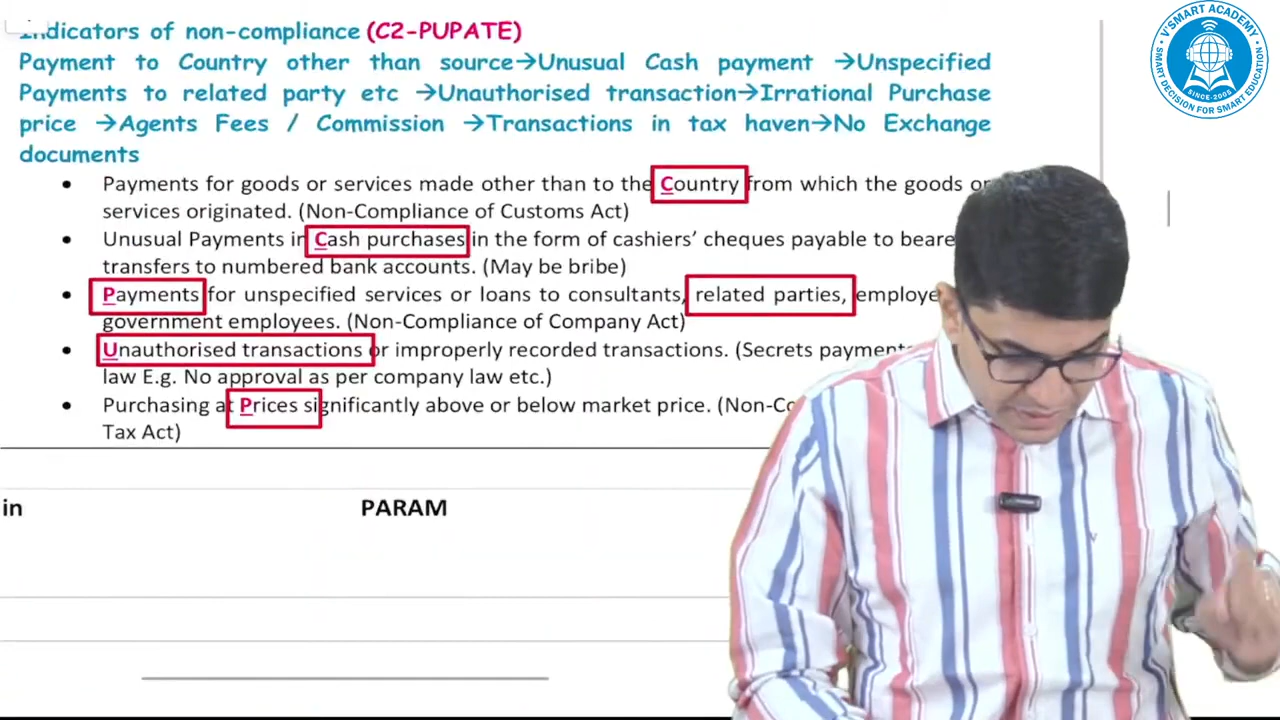 Indicators of non-compliance (C2-PUPATE)
Payment to Country other than source→Unusual Cash payment →Unspecified
Payments to related party etc →Unauthorised transaction→Irrational Purchase
price →Agents Fees / Commission →Transactions in tax haven→No Exchange
documents
• Payments for goods or services made other than to the Country from which the goods or
services originated. (Non-Compliance of Customs Act)
• Unusual Payments in Cash purchases in the form of cashiers' cheques payable to
transfers to numbered bank accounts. (May be bribe)
• Payments for unspecified services or loans to consultants, related parties,
government employees. (Non-Compliance of Company Act)
• Unauthorised transactions or improperly recorded transactions. (Secrets
law E.g. No approval as per company law etc.)
• Purchasing at Prices significantly above or below market price.
Tax Act)
in PARAM
V'SMART ACADEMY
SMART DECISION FOR SMART EDUCATION
SINCE-2005